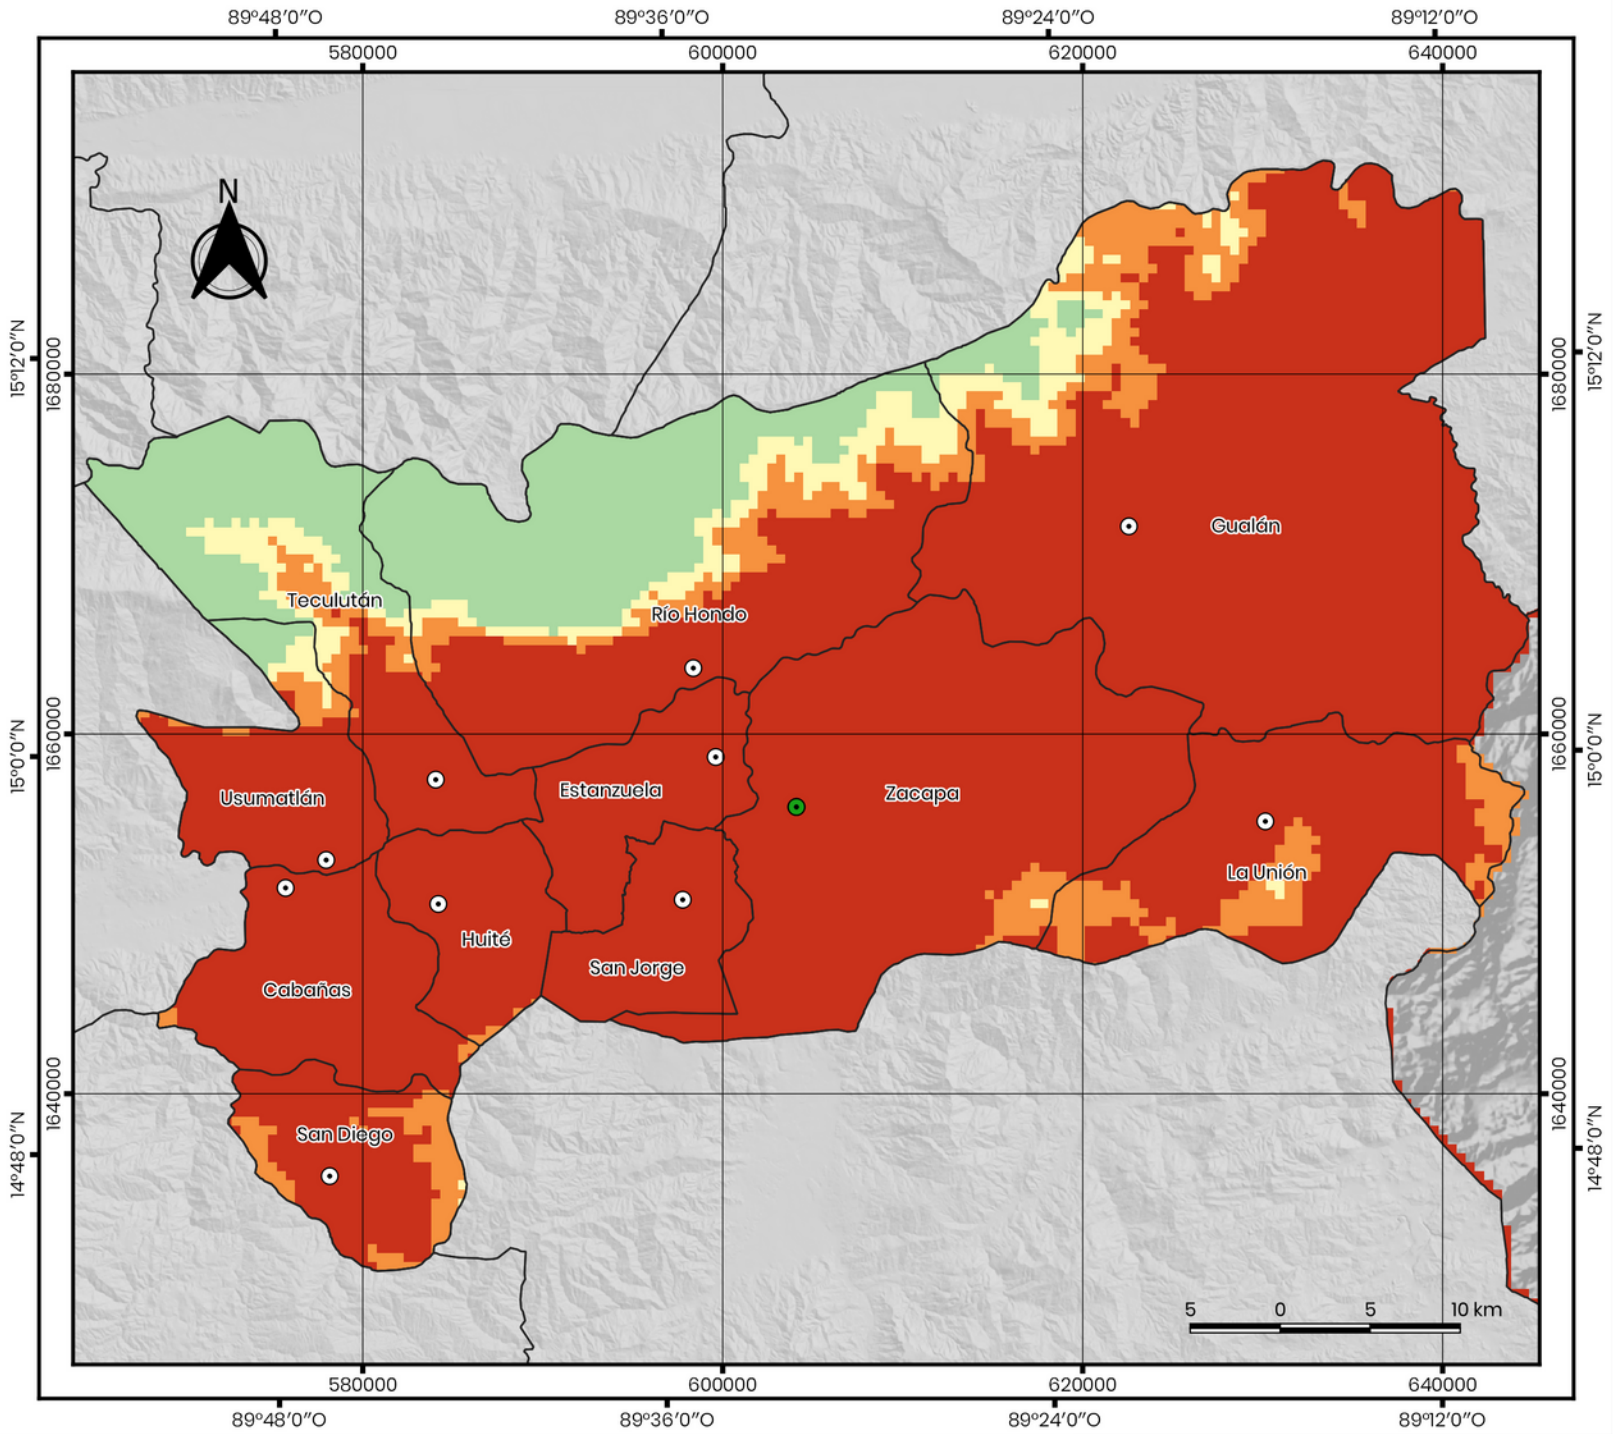 89°48'0"O 89°36'0"O 89°24'0"O 89°12'0"O
580000 600000 620000 640000
N
15°12'0"N
1680000
1680000
15°12'0"N
Gualán
Teculután
Río Hondo
15°0'0"N
1660000
1660000
15°0'0"N
Usumatlán
Estanzuela
Zacapa
La Unión
Huité
San Jorge
Cabañas
14°48'0"N
1640000
1640000
14°48'0"N
San Diego
5 0 5 10 km
580000 600000 620000 640000
89°48'0"O 89°36'0"O 89°24'0"O 89°12'0"O